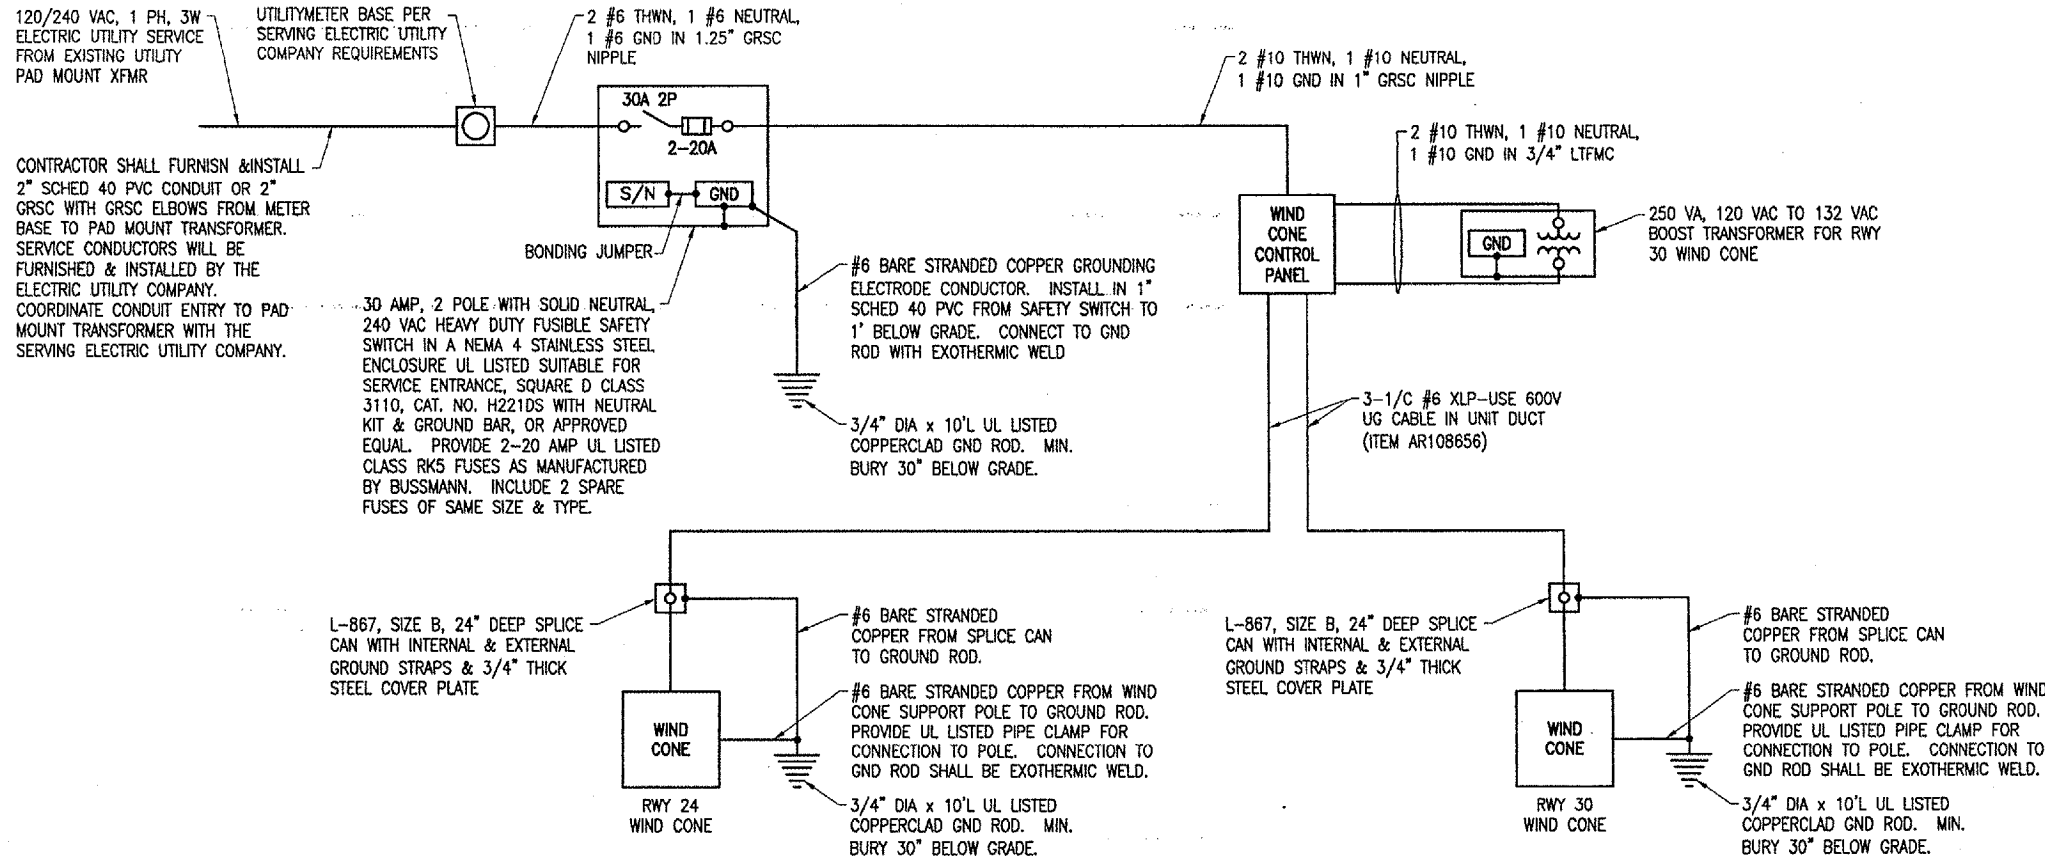 120/240 VAC, 1 PH, 3W
ELECTRIC UTILITY SERVICE
FROM EXISTING UTILITY
PAD MOUNT XFMR
UTILITYMETER BASE PER
SERVING ELECTRIC UTILITY
COMPANY REQUIREMENTS
2 #6 THWN, 1 #6 NEUTRAL,
1 #6 GND IN 1.25" GRSC
NIPPLE
2 #10 THWN, 1 #10 NEUTRAL,
1 #10 GND IN 1" GRSC NIPPLE
30A 2P
2-20A
S/N
GND
BONDING JUMPER
2 #10 THWN, 1 #10 NEUTRAL,
1 #10 GND IN 3/4" LTFMC
CONTRACTOR SHALL FURNISN &INSTALL
2" SCHED 40 PVC CONDUIT OR 2"
GRSC WITH GRSC ELBOWS FROM METER
BASE TO PAD MOUNT TRANSFORMER.
SERVICE CONDUCTORS WILL BE
FURNISHED & INSTALLED BY THE
ELECTRIC UTILITY COMPANY.
COORDINATE CONDUIT ENTRY TO PAD
MOUNT TRANSFORMER WITH THE
SERVING ELECTRIC UTILITY COMPANY.
WIND
CONE
CONTROL
PANEL
GND
250 VA, 120 VAC TO 132 VAC
BOOST TRANSFORMER FOR RWY
30 WIND CONE
30 AMP, 2 POLE WITH SOLID NEUTRAL,
240 VAC HEAVY DUTY FUSIBLE SAFETY
SWITCH IN A NEMA 4 STAINLESS STEEL
ENCLOSURE UL LISTED SUITABLE FOR
SERVICE ENTRANCE, SQUARE D CLASS
3110, CAT. NO. H221DS WITH NEUTRAL
KIT & GROUND BAR, OR APPROVED
EQUAL. PROVIDE 2-20 AMP UL LISTED
CLASS RK5 FUSES AS MANUFACTURED
BY BUSSMANN. INCLUDE 2 SPARE
FUSES OF SAME SIZE & TYPE.
#6 BARE STRANDED COPPER GROUNDING
ELECTRODE CONDUCTOR. INSTALL IN 1"
SCHED 40 PVC FROM SAFETY SWITCH TO
1' BELOW GRADE. CONNECT TO GND
ROD WITH EXOTHERMIC WELD
3/4" DIA x 10'L UL LISTED
COPPERCLAD GND ROD. MIN.
BURY 30" BELOW GRADE.
3-1/C #6 XLP-USE 600V
UG CABLE IN UNIT DUCT
(ITEM AR108656)
L-867, SIZE B, 24" DEEP SPLICE
CAN WITH INTERNAL & EXTERNAL
GROUND STRAPS & 3/4" THICK
STEEL COVER PLATE
#6 BARE STRANDED
COPPER FROM SPLICE CAN
TO GROUND ROD.
#6 BARE STRANDED COPPER FROM WIND
CONE SUPPORT POLE TO GROUND ROD.
PROVIDE UL LISTED PIPE CLAMP FOR
CONNECTION TO POLE. CONNECTION TO
GND ROD SHALL BE EXOTHERMIC WELD.
WIND
CONE
RWY 24
WIND CONE
3/4" DIA x 10'L UL LISTED
COPPERCLAD GND ROD. MIN.
BURY 30" BELOW GRADE.
L-867, SIZE B, 24" DEEP SPLICE
CAN WITH INTERNAL & EXTERNAL
GROUND STRAPS & 3/4" THICK
STEEL COVER PLATE
#6 BARE STRANDED
COPPER FROM SPLICE CAN
TO GROUND ROD.
#6 BARE STRANDED COPPER FROM WIND
CONE SUPPORT POLE TO GROUND ROD.
PROVIDE UL LISTED PIPE CLAMP FOR
CONNECTION TO POLE. CONNECTION TO
GND ROD SHALL BE EXOTHERMIC WELD.
WIND
CONE
RWY 30
WIND CONE
3/4" DIA x 10'L UL LISTED
COPPERCLAD GND ROD. MIN.
BURY 30" BELOW GRADE.